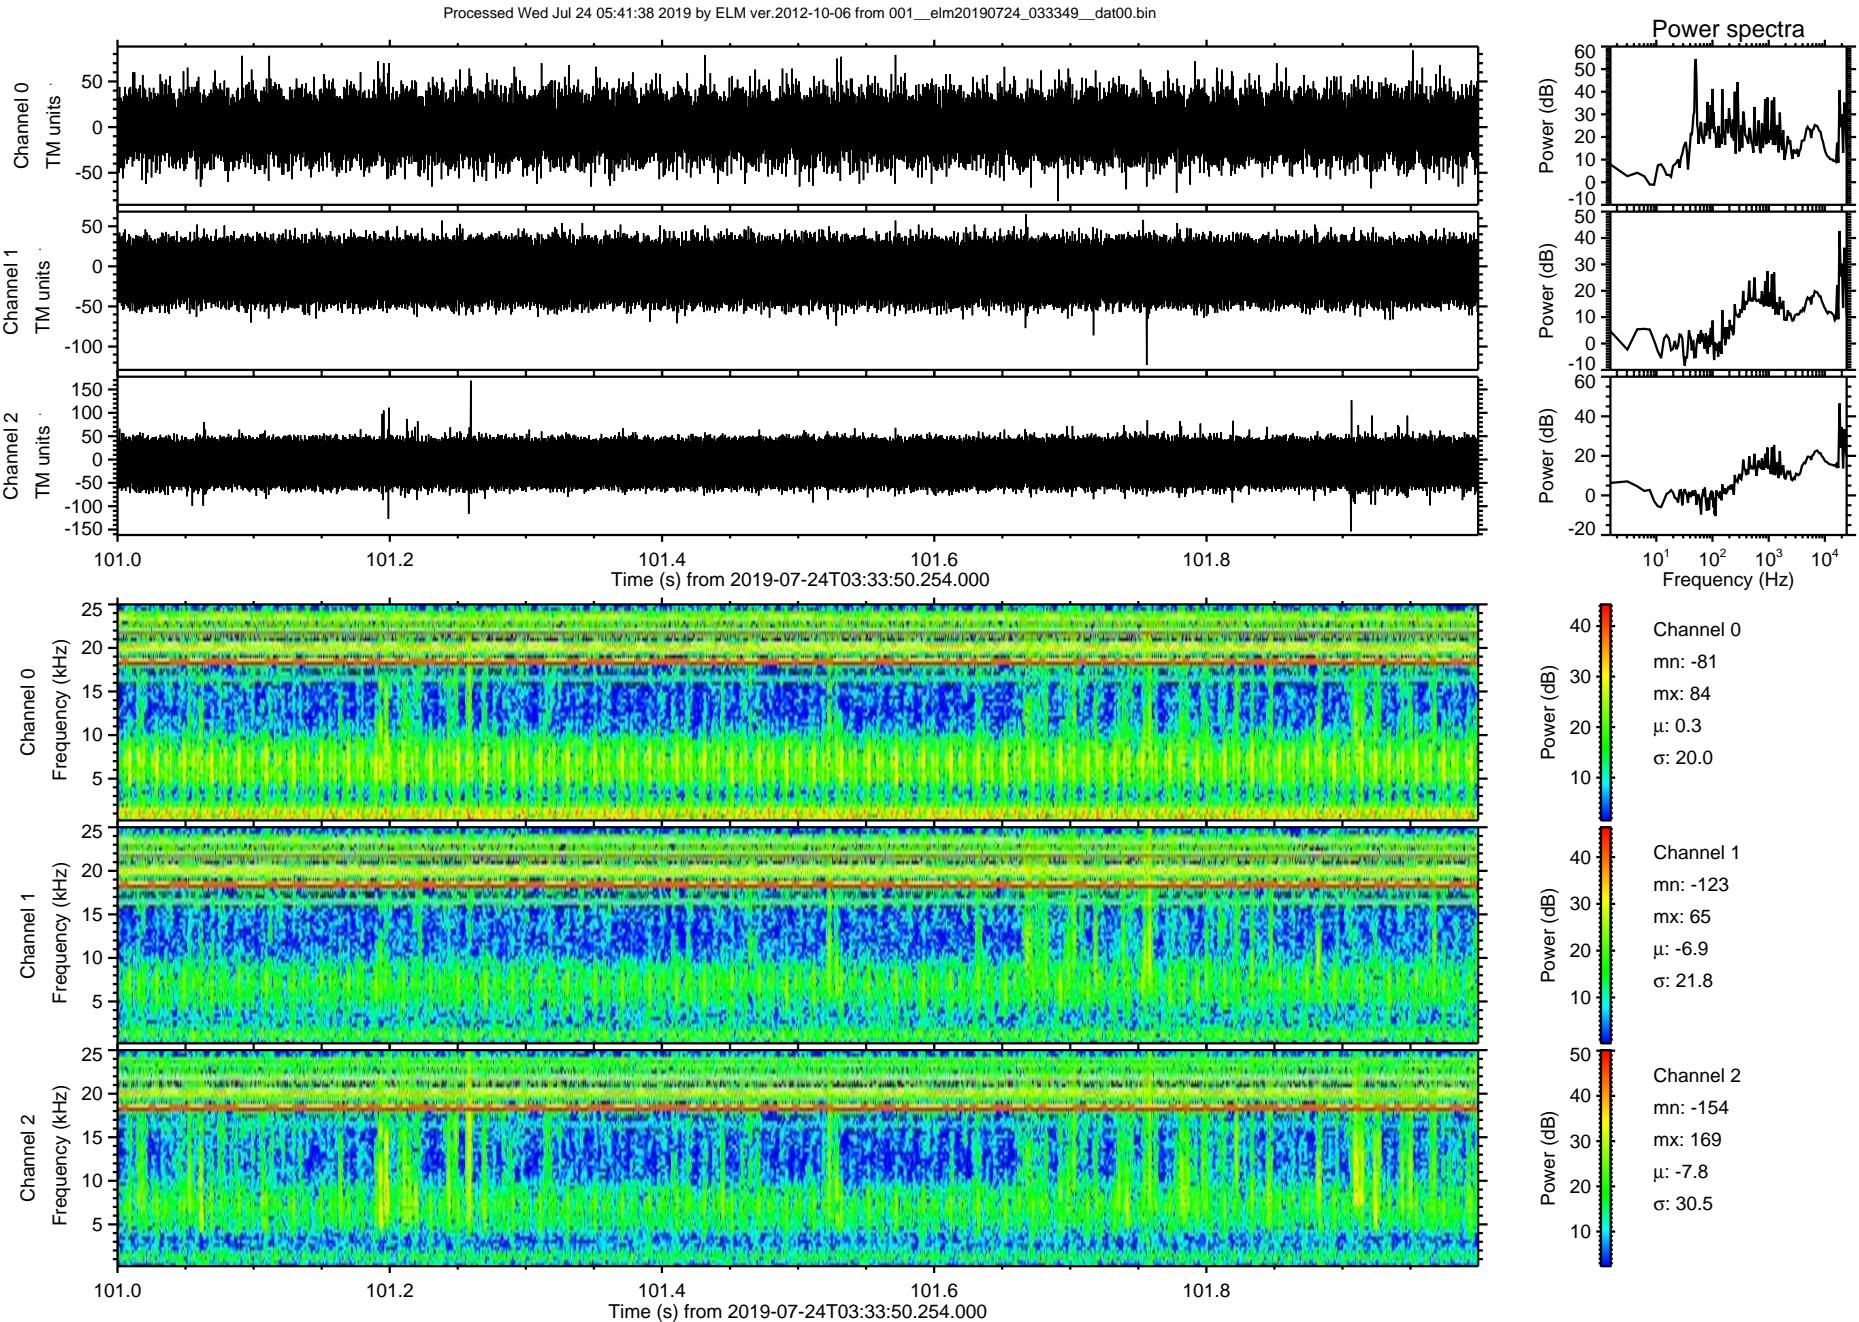 Processed Wed Jul 24 05:41:38 2019 by ELM ver.2012-10-06 from 001__elm20190724_033349__dat00.bin
Power spectra
Channel 0
TM units
50
0
-50
Power (dB)
60
50
40
30
20
10
0
-10
Channel 1
TM units
50
0
-50
-100
Power (dB)
50
40
30
20
10
0
-10
Channel 2
TM units
150
100
50
0
-50
-100
-150
Power (dB)
60
40
20
0
-20
101.0 101.2 101.4 101.6 101.8
Time (s) from 2019-07-24T03:33:50.254.000
10^1 10^2 10^3 10^4
Frequency (Hz)
Channel 0
Frequency (kHz)
25
20
15
10
5
Power (dB)
40
30
20
10
Channel 0
mn: -81
mx: 84
µ: 0.3
σ: 20.0
Channel 1
Frequency (kHz)
25
20
15
10
5
Power (dB)
40
30
20
10
Channel 1
mn: -123
mx: 65
µ: -6.9
σ: 21.8
Channel 2
Frequency (kHz)
25
20
15
10
5
Power (dB)
50
40
30
20
10
Channel 2
mn: -154
mx: 169
µ: -7.8
σ: 30.5
101.0 101.2 101.4 101.6 101.8
Time (s) from 2019-07-24T03:33:50.254.000